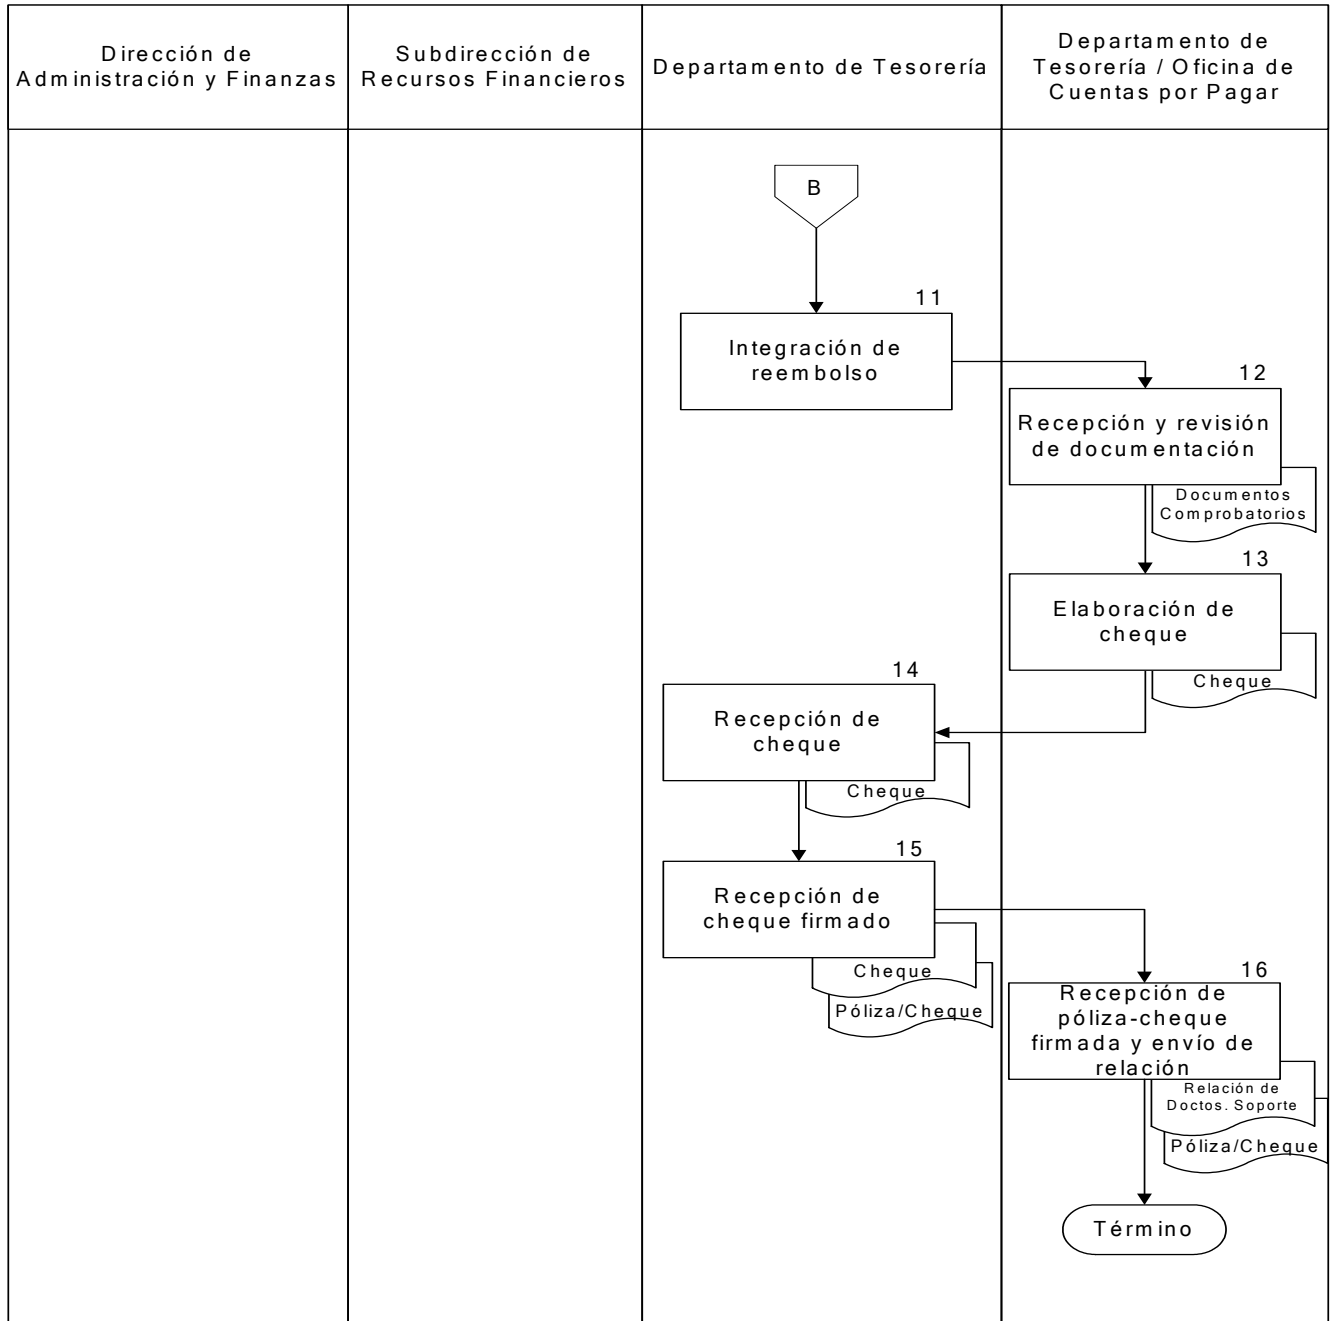 Dirección de
Administración y Finanzas
Subdirección de
Recursos Financieros
Departamento de Tesorería
Departamento de
Tesorería / Oficina de
Cuentas por Pagar
B
11
Integración de
reembolso
12
Recepción y revisión
de documentación
Documentos
Comprobatorios
13
Elaboración de
cheque
Cheque
14
Recepción de
cheque
Cheque
15
Recepción de
cheque firmado
Cheque
Póliza/Cheque
16
Recepción de
póliza-cheque
firmada y envío de
relación
Relación de
Doctos. Soporte
Póliza/Cheque
Término